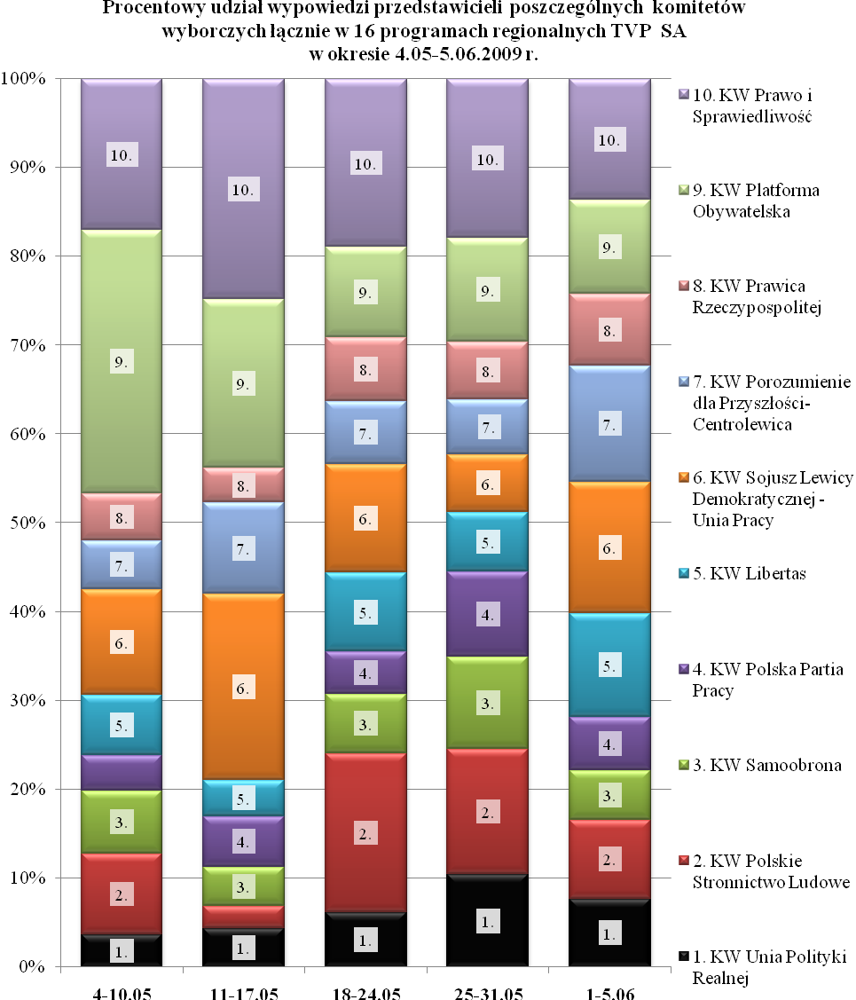 Procentowy udział wypowiedzi przedstawicieli poszczególnych komitetów
wyborczych łącznie w 16 programach regionalnych TVP SA
w okresie 4.05-5.06.2009 r.
100%
90%
80%
70%
60%
50%
40%
30%
20%
10%
0%
10.
9.
8.
7.
6.
5.
3.
2.
1.
10.
9.
8.
7.
6.
5.
4.
3.
1.
10.
9.
8.
7.
6.
5.
4.
3.
2.
1.
10.
9.
8.
7.
6.
5.
4.
3.
2.
1.
10.
9.
8.
7.
6.
5.
4.
3.
2.
1.
4-10.05
11-17.05
18-24.05
25-31.05
1-5.06
10. KW Prawo i
Sprawiedliwość
9. KW Platforma
Obywatelska
8. KW Prawica
Rzeczypospolitej
7. KW Porozumienie
dla Przyszłości-
Centrolewica
6. KW Sojusz Lewicy
Demokratycznej -
Unia Pracy
5. KW Libertas
4. KW Polska Partia
Pracy
3. KW Samoobrona
2. KW Polskie
Stronnictwo Ludowe
1. KW Unia Polityki
Realnej